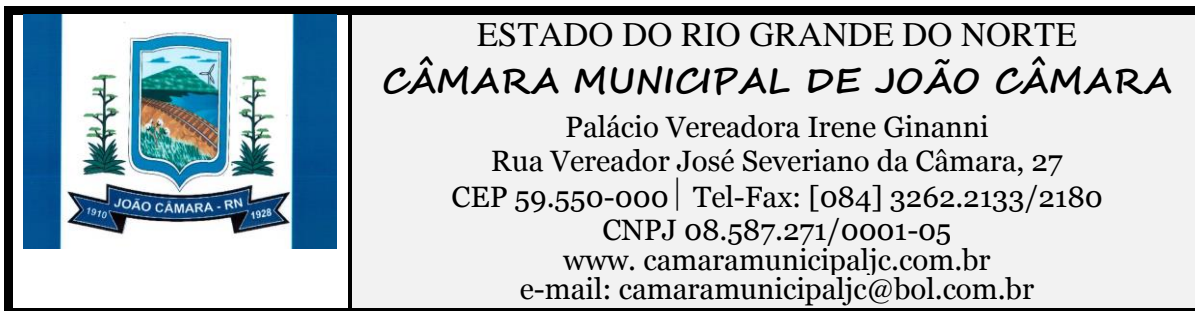 1910
JOÃO CÂMARA - RN
1928
ESTADO DO RIO GRANDE DO NORTE
CÂMARA MUNICIPAL DE JOÃO CÂMARA
Palácio Vereadora Irene Ginanni
Rua Vereador José Severiano da Câmara, 27
CEP 59.550-000| Tel-Fax: [084] 3262.2133/2180
CNPJ 08.587.271/0001-05
www. camaramunicipaljc.com.br
e-mail: camaramunicipaljc@bol.com.br